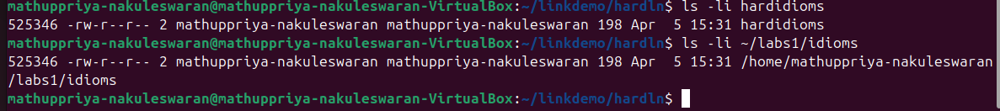 mathuppriya-nakuleswaran@mathuppriya-nakuleswaran-VirtualBox:~/linkdemo/hardln$ ls -li hardidioms
525346 -rw-r--r-- 2 mathuppriya-nakuleswaran mathuppriya-nakuleswaran 198 Apr  5 15:31 hardidioms
mathuppriya-nakuleswaran@mathuppriya-nakuleswaran-VirtualBox:~/linkdemo/hardln$ ls -li ~/labs1/idioms
525346 -rw-r--r-- 2 mathuppriya-nakuleswaran mathuppriya-nakuleswaran 198 Apr  5 15:31 /home/mathuppriya-nakuleswaran
/labs1/idioms
mathuppriya-nakuleswaran@mathuppriya-nakuleswaran-VirtualBox:~/linkdemo/hardln$